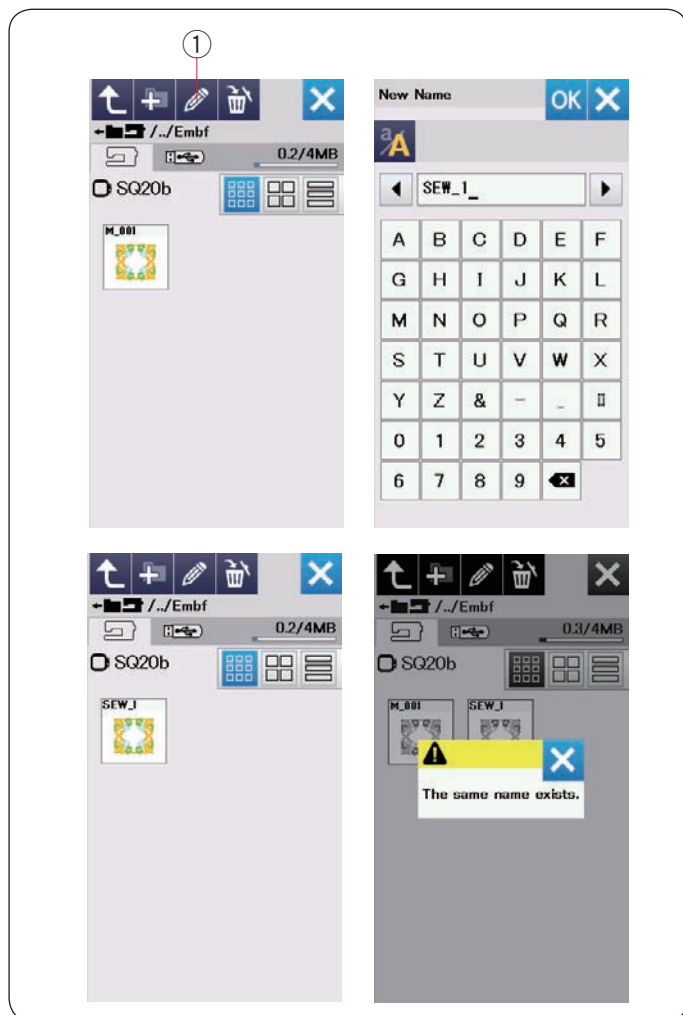 ①
/../Embf
0.2/4MB
SQ20b
M_001
New Name
OK
a/A
SEW_1_
A B C D E F
G H I J K L
M N O P Q R
S T U V W X
Y Z & - _
0 1 2 3 4 5
6 7 8 9
/../Embf
0.2/4MB
SQ20b
SEW_1
/../Embf
0.3/4MB
SQ20b
M_001 SEW_1
The same name exists.